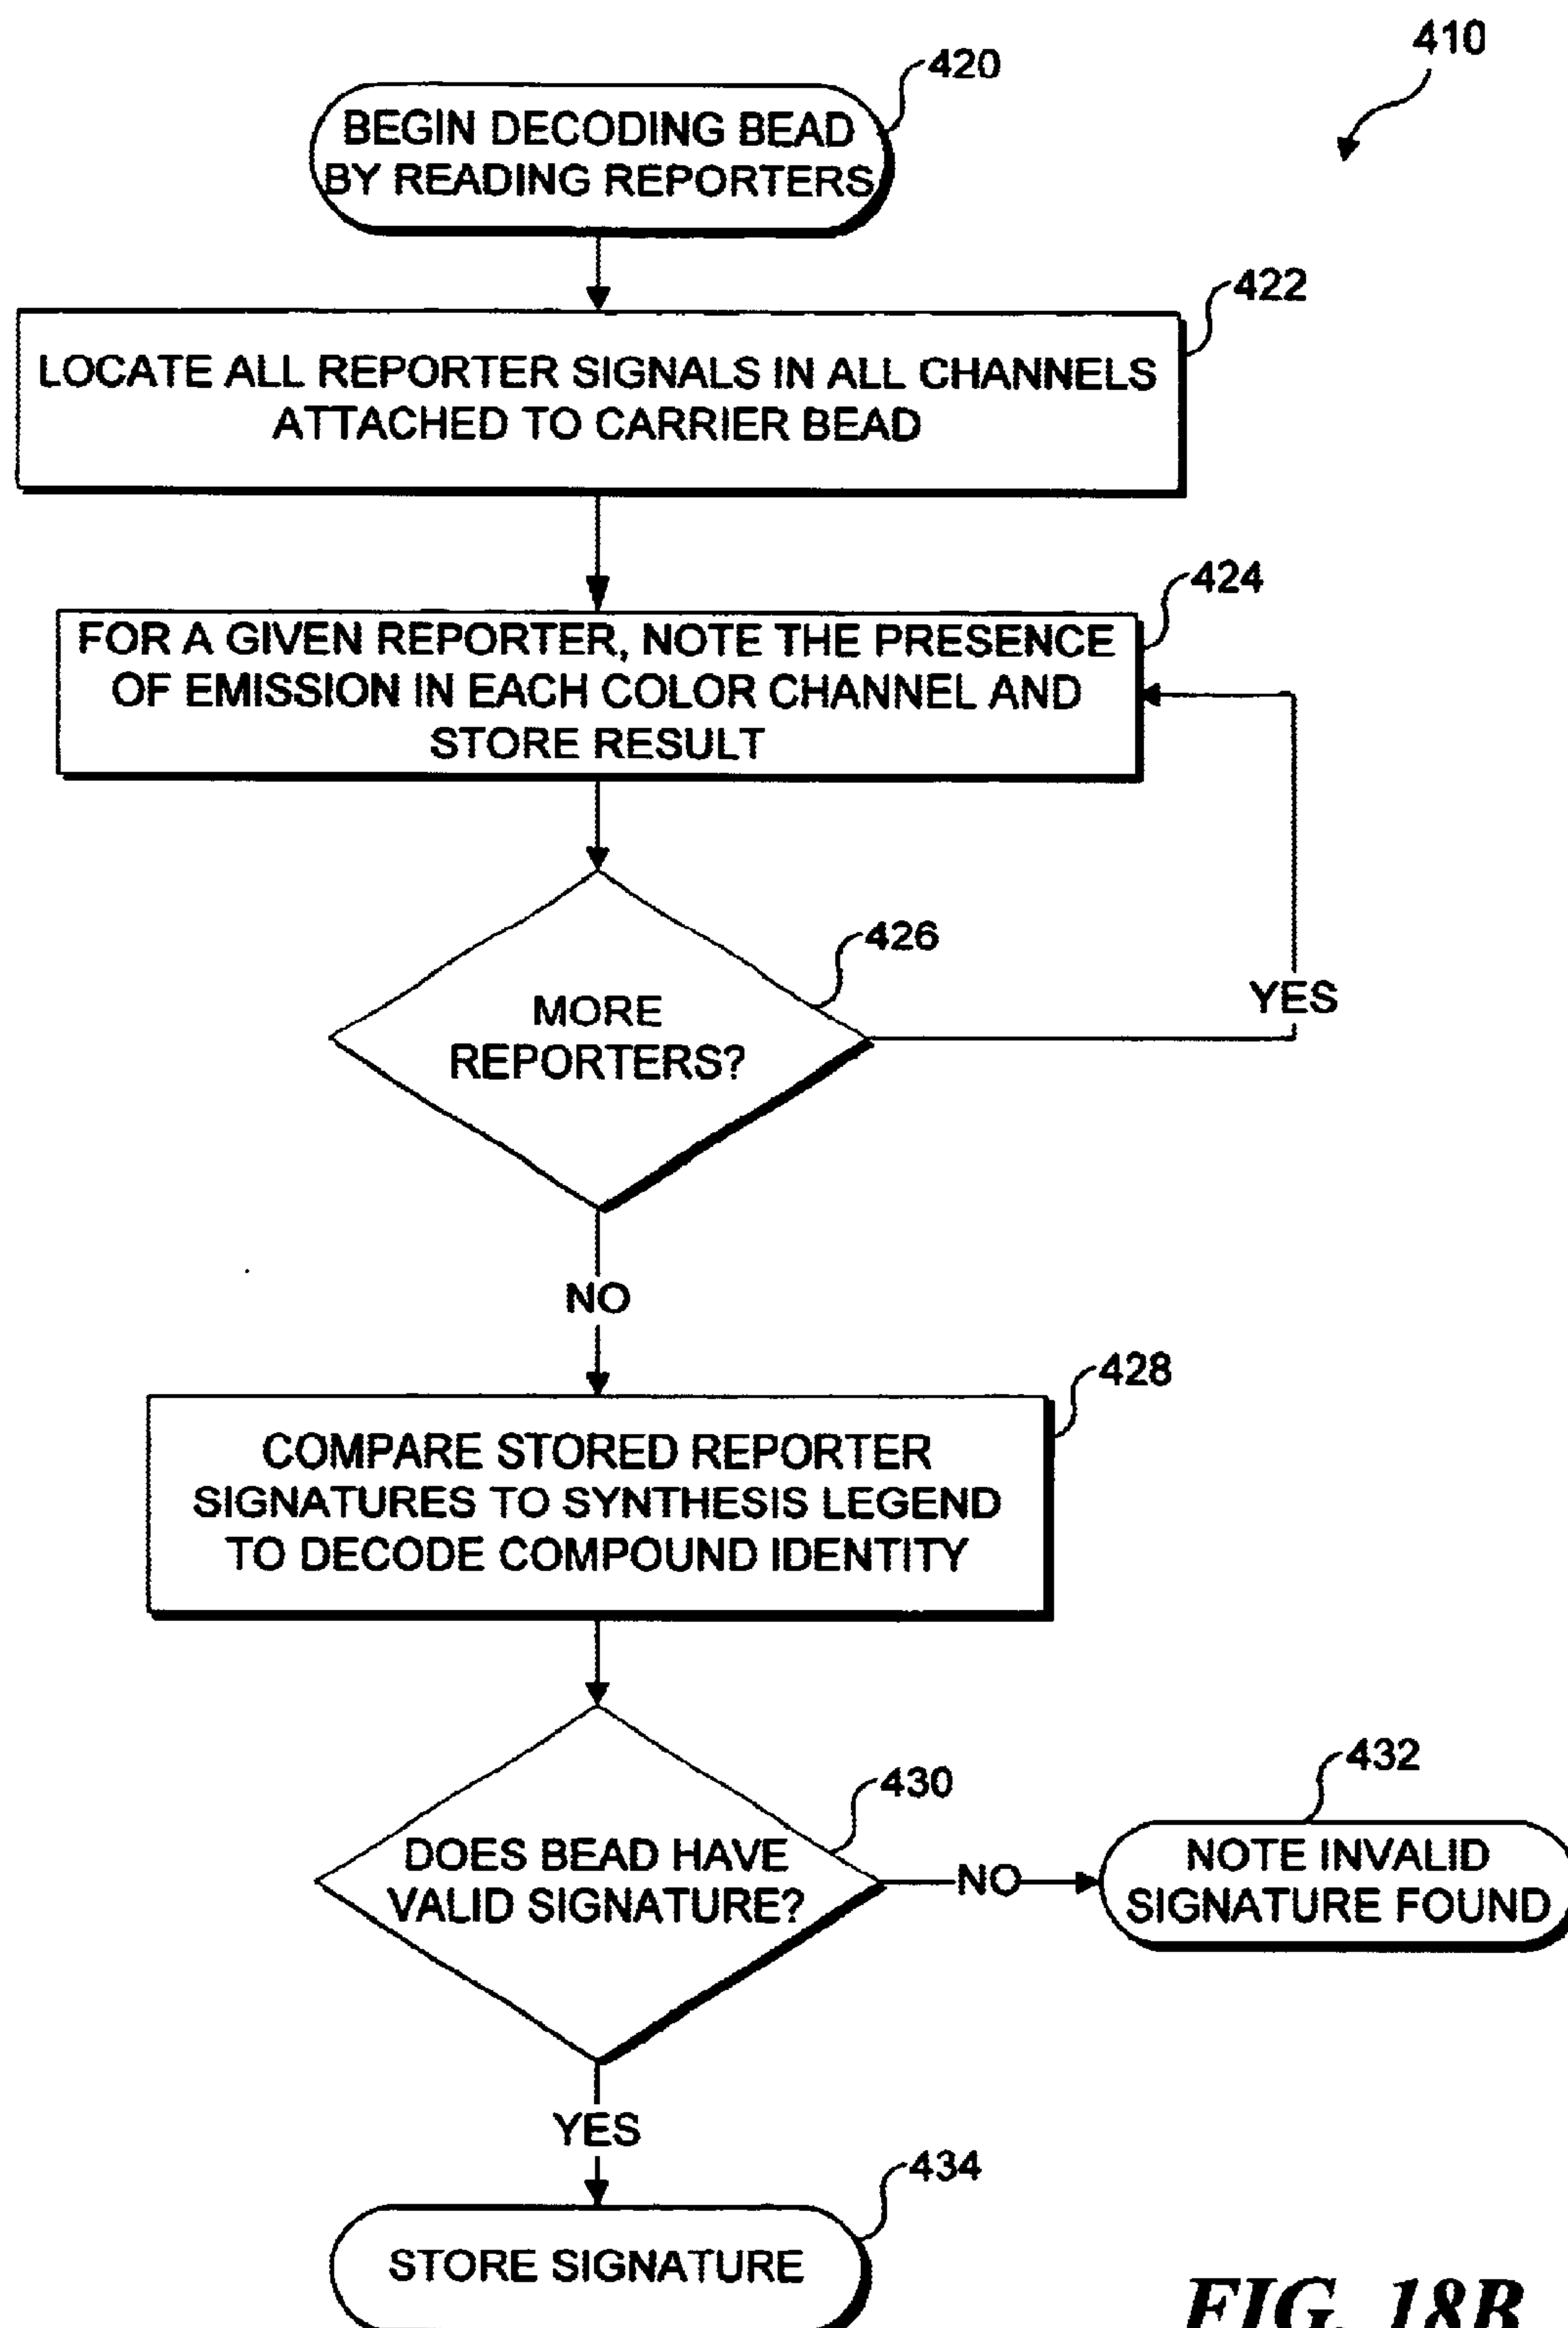 410
420
BEGIN DECODING BEAD
BY READING REPORTERS
422
LOCATE ALL REPORTER SIGNALS IN ALL CHANNELS
ATTACHED TO CARRIER BEAD
424
FOR A GIVEN REPORTER, NOTE THE PRESENCE
OF EMISSION IN EACH COLOR CHANNEL AND
STORE RESULT
426
MORE
REPORTERS?
YES
NO
428
COMPARE STORED REPORTER
SIGNATURES TO SYNTHESIS LEGEND
TO DECODE COMPOUND IDENTITY
430
DOES BEAD HAVE
VALID SIGNATURE?
NO
432
NOTE INVALID
SIGNATURE FOUND
YES
434
STORE SIGNATURE
FIG. 18B